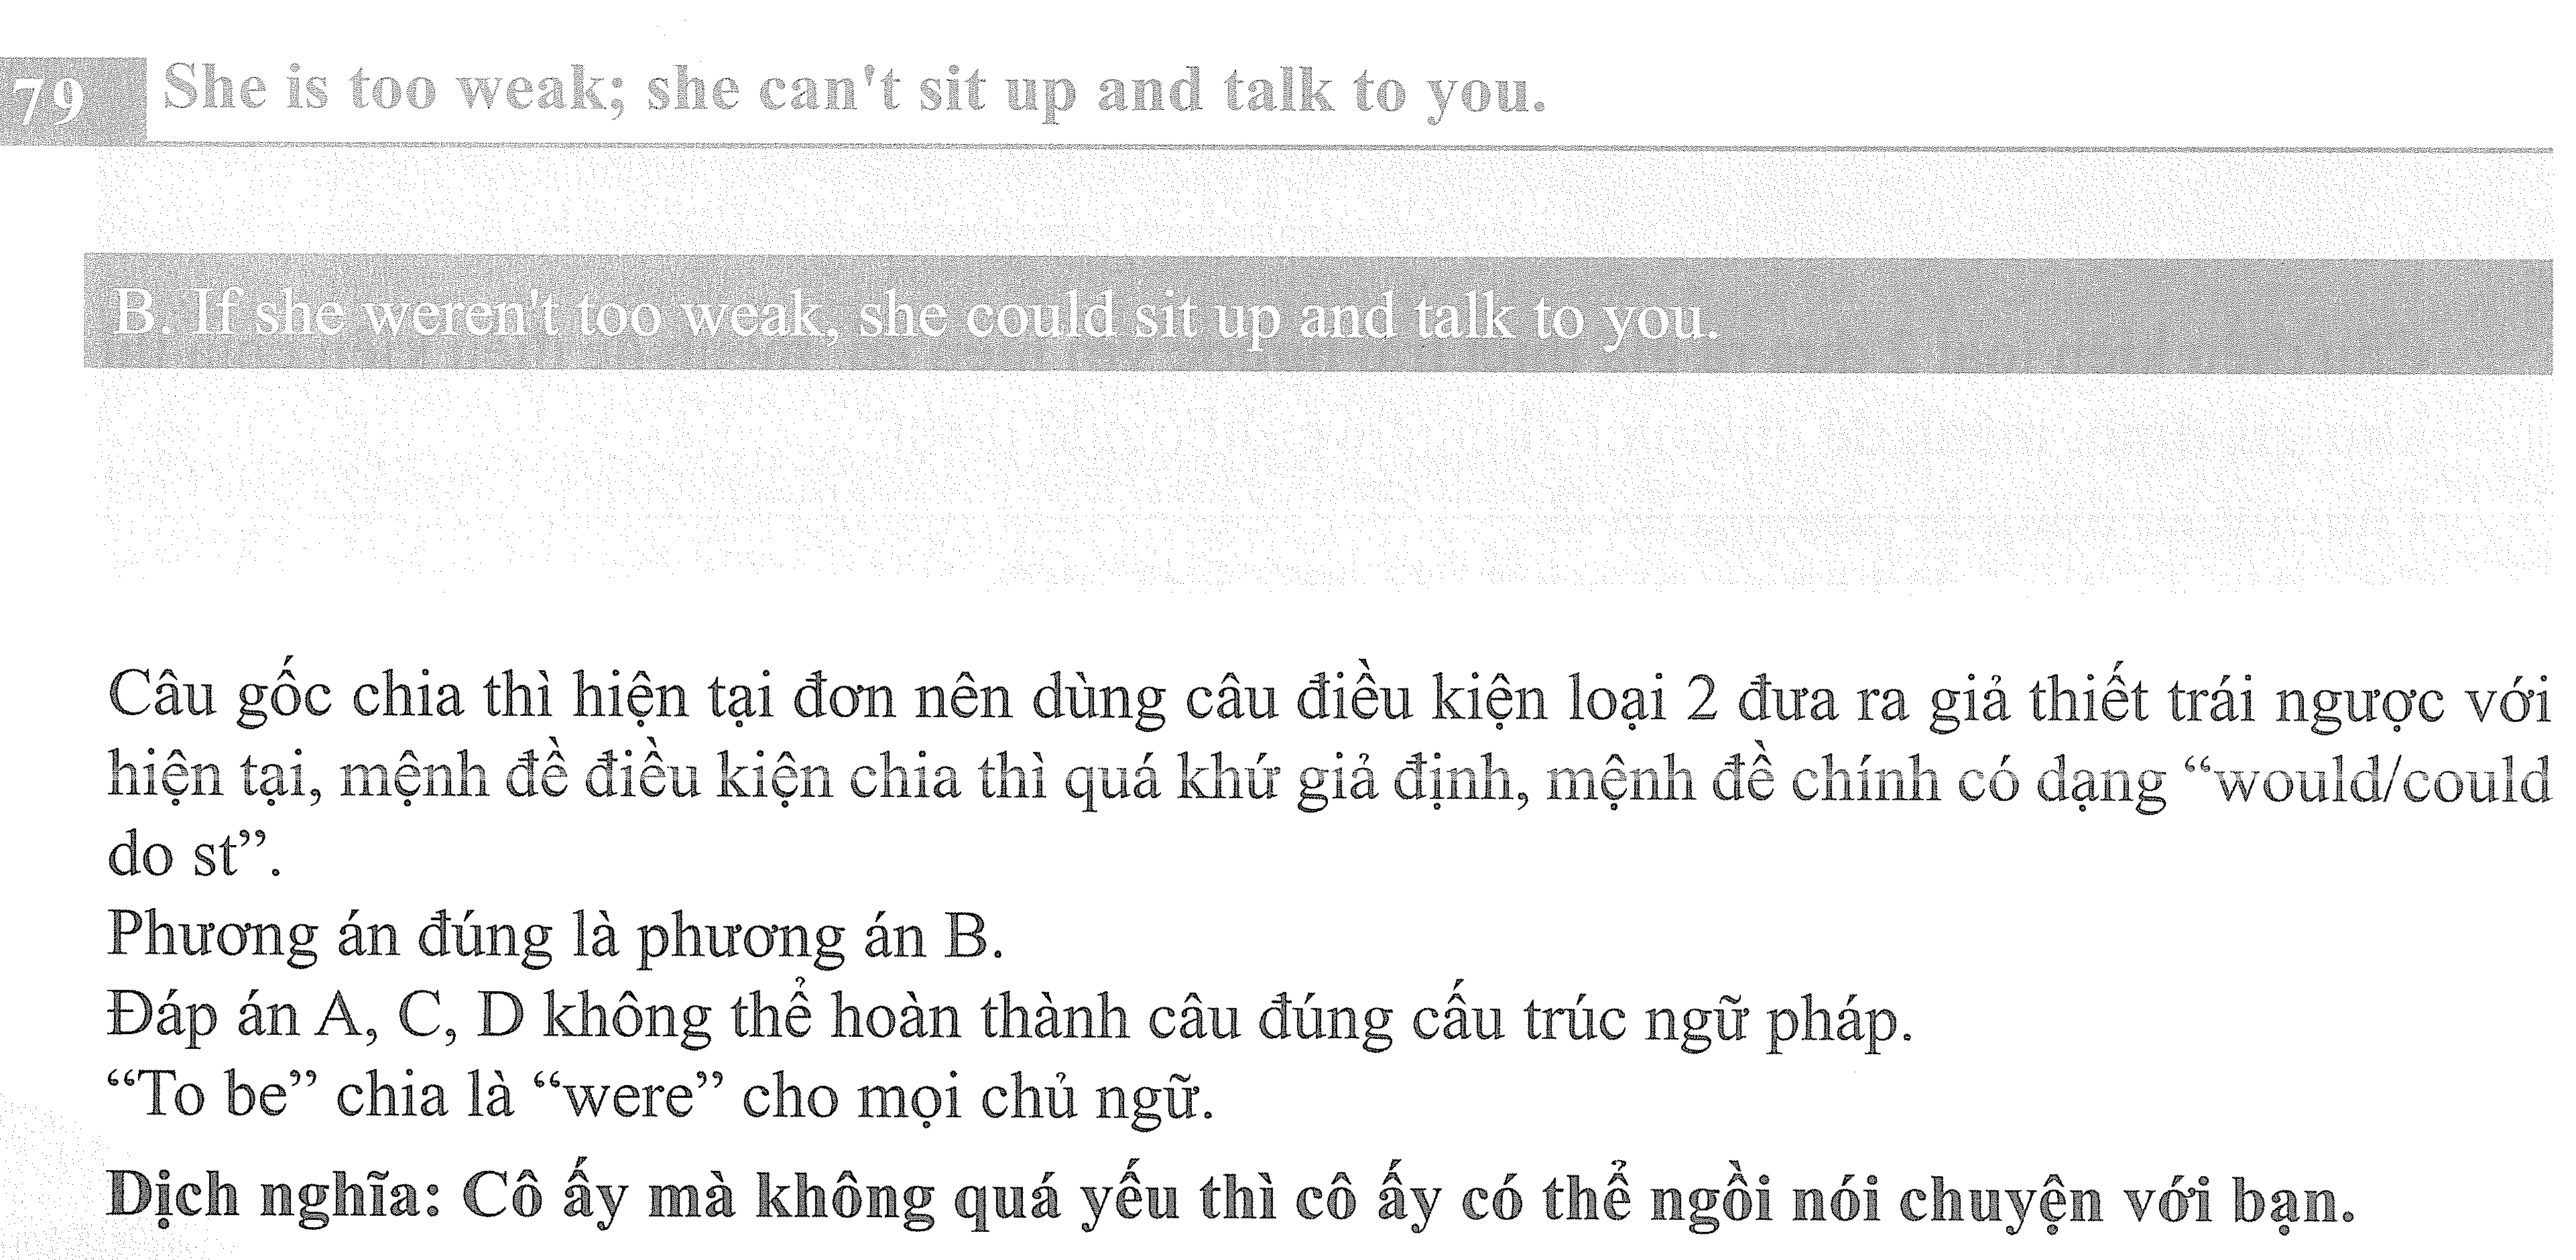 79 She is too weak; she can't sit up and talk to you.
B. If she weren't too weak, she could sit up and talk to you.
Câu gốc chia thì hiện tại đơn nên dùng câu điều kiện loại 2 đưa ra giả thiết trái ngược với
hiện tại, mệnh đề điều kiện chia thì quá khứ giả định, mệnh đề chính có dạng “would/could
do st”.
Phương án đúng là phương án B.
Đáp án A, C, D không thể hoàn thành câu đúng cấu trúc ngữ pháp.
“To be” chia là “were” cho mọi chủ ngữ.
Dịch nghĩa: Cô ấy mà không quá yếu thì cô ấy có thể ngồi nói chuyện với bạn.